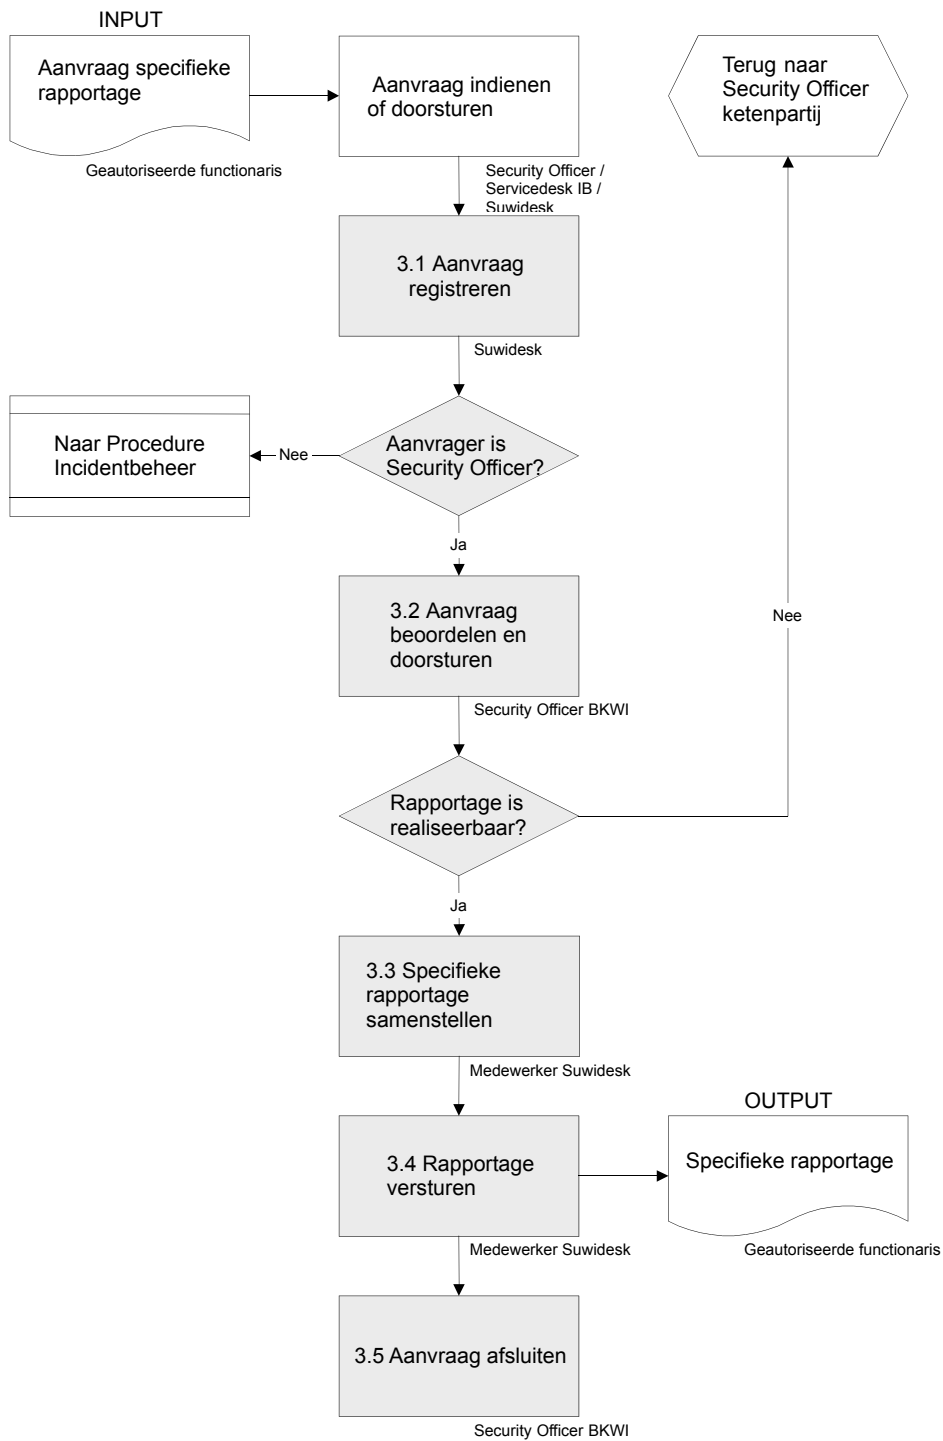 INPUT
Aanvraag specifieke
rapportage
Geautoriseerde functionaris
Aanvraag indienen
of doorsturen
Security Officer /
Servicedesk IB /
Suwidesk
Terug naar
Security Officer
ketenpartij
3.1 Aanvraag
registreren
Suwidesk
Aanvrager is
Security Officer?
Nee
Naar Procedure
Incidentbeheer
Ja
3.2 Aanvraag
beoordelen en
doorsturen
Security Officer BKWI
Nee
Rapportage is
realiseerbaar?
Ja
3.3 Specifieke
rapportage
samenstellen
Medewerker Suwidesk
3.4 Rapportage
versturen
Medewerker Suwidesk
OUTPUT
Specifieke rapportage
Geautoriseerde functionaris
3.5 Aanvraag afsluiten
Security Officer BKWI